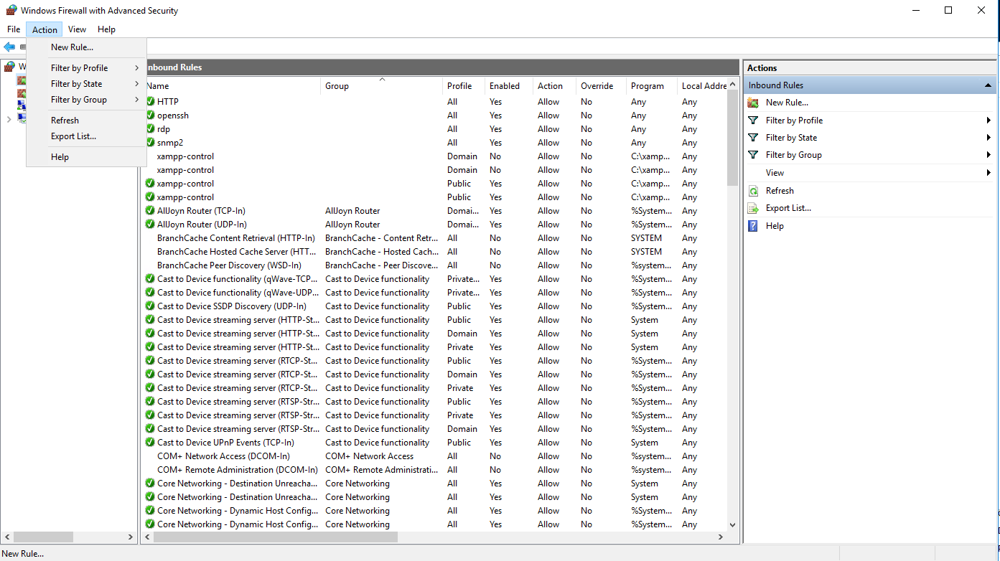 Windows Firewall with Advanced Security
File Action View Help
New Rule...
Filter by Profile
Filter by State
Filter by Group
Refresh
Export List...
Help
Inbound Rules
Name Group Profile Enabled Action Override Program Local Addre
HTTP All Yes Allow No Any Any
openssh All Yes Allow No Any Any
rdp All Yes Allow No Any Any
snmp2 All Yes Allow No Any Any
xampp-control Domain No Allow No C:\xamp... Any
xampp-control Domain No Allow No C:\xamp... Any
xampp-control Public Yes Allow No C:\xamp... Any
xampp-control Public Yes Allow No C:\xamp... Any
AllJoyn Router (TCP-In) AllJoyn Router Domai... Yes Allow No %System... Any
AllJoyn Router (UDP-In) AllJoyn Router Domai... Yes Allow No %System... Any
BranchCache Content Retrieval (HTTP-In) BranchCache - Content Retr... All No Allow No SYSTEM Any
BranchCache Hosted Cache Server (HTT... BranchCache - Hosted Cach... All No Allow No SYSTEM Any
BranchCache Peer Discovery (WSD-In) BranchCache - Peer Discove... All No Allow No %system... Any
Cast to Device functionality (qWave-TCP... Cast to Device functionality Private... Yes Allow No %System... Any
Cast to Device functionality (qWave-UDP... Cast to Device functionality Private... Yes Allow No %System... Any
Cast to Device SSDP Discovery (UDP-In) Cast to Device functionality Public Yes Allow No %System... Any
Cast to Device streaming server (HTTP-St... Cast to Device functionality Public Yes Allow No System Any
Cast to Device streaming server (HTTP-St... Cast to Device functionality Domain Yes Allow No System Any
Cast to Device streaming server (HTTP-St... Cast to Device functionality Private Yes Allow No System Any
Cast to Device streaming server (RTCP-St... Cast to Device functionality Public Yes Allow No %System... Any
Cast to Device streaming server (RTCP-St... Cast to Device functionality Domain Yes Allow No %System... Any
Cast to Device streaming server (RTCP-St... Cast to Device functionality Private Yes Allow No %System... Any
Cast to Device streaming server (RTSP-Str... Cast to Device functionality Public Yes Allow No %System... Any
Cast to Device streaming server (RTSP-Str... Cast to Device functionality Private Yes Allow No %System... Any
Cast to Device streaming server (RTSP-Str... Cast to Device functionality Domain Yes Allow No %System... Any
Cast to Device UPnP Events (TCP-In) Cast to Device functionality Public Yes Allow No System Any
COM+ Network Access (DCOM-In) COM+ Network Access All No Allow No %system... Any
COM+ Remote Administration (DCOM-In) COM+ Remote Administrati... All No Allow No %system... Any
Core Networking - Destination Unreacha... Core Networking All Yes Allow No System Any
Core Networking - Destination Unreacha... Core Networking All Yes Allow No System Any
Core Networking - Dynamic Host Config... Core Networking All Yes Allow No %System... Any
Core Networking - Dynamic Host Config... Core Networking All Yes Allow No %System... Any
Actions
Inbound Rules
New Rule...
Filter by Profile
Filter by State
Filter by Group
View
Refresh
Export List...
Help
New Rule...